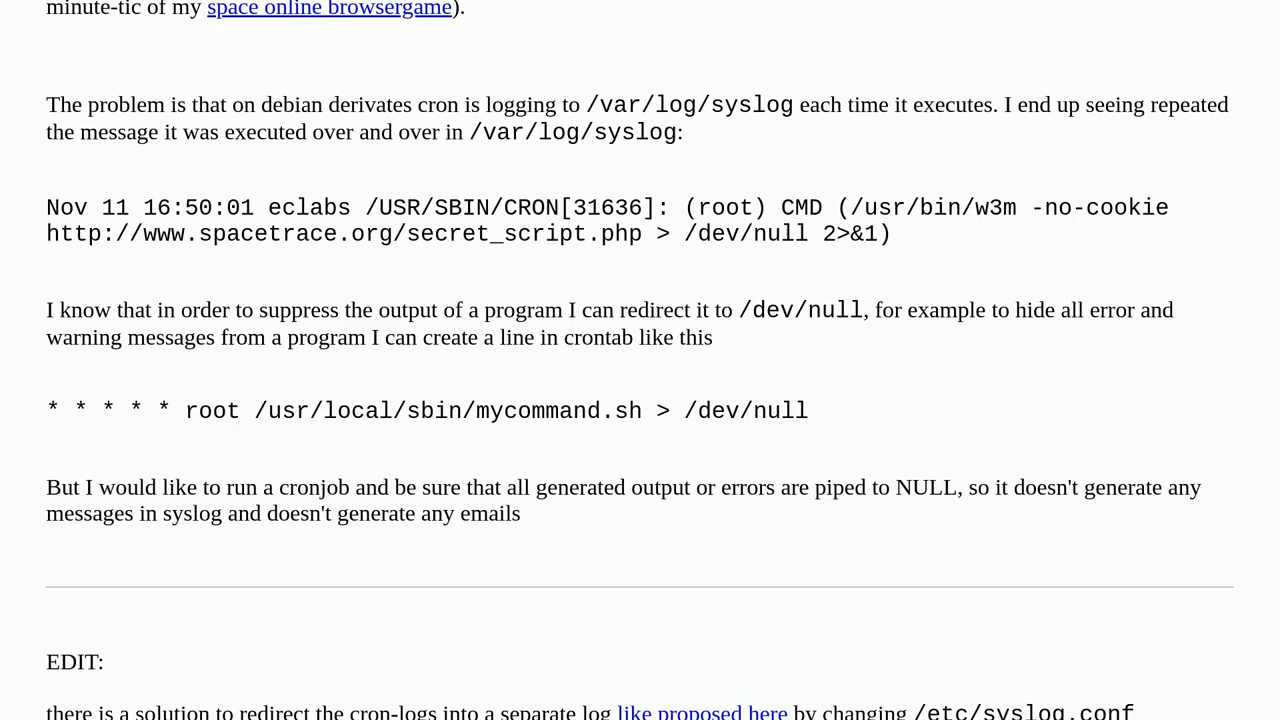 minute-tic of my space online browsergame).
The problem is that on debian derivates cron is logging to /var/log/syslog each time it executes. I end up seeing repeated
the message it was executed over and over in /var/log/syslog:
Nov 11 16:50:01 eclabs /USR/SBIN/CRON[31636]: (root) CMD (/usr/bin/w3m -no-cookie
http://www.spacetrace.org/secret_script.php > /dev/null 2>&1)
I know that in order to suppress the output of a program I can redirect it to /dev/null, for example to hide all error and
warning messages from a program I can create a line in crontab like this
* * * * * root /usr/local/sbin/mycommand.sh > /dev/null
But I would like to run a cronjob and be sure that all generated output or errors are piped to NULL, so it doesn't generate any
messages in syslog and doesn't generate any emails
EDIT:
there is a solution to redirect the cron-logs into a separate log like proposed here by changing /etc/syslog.conf